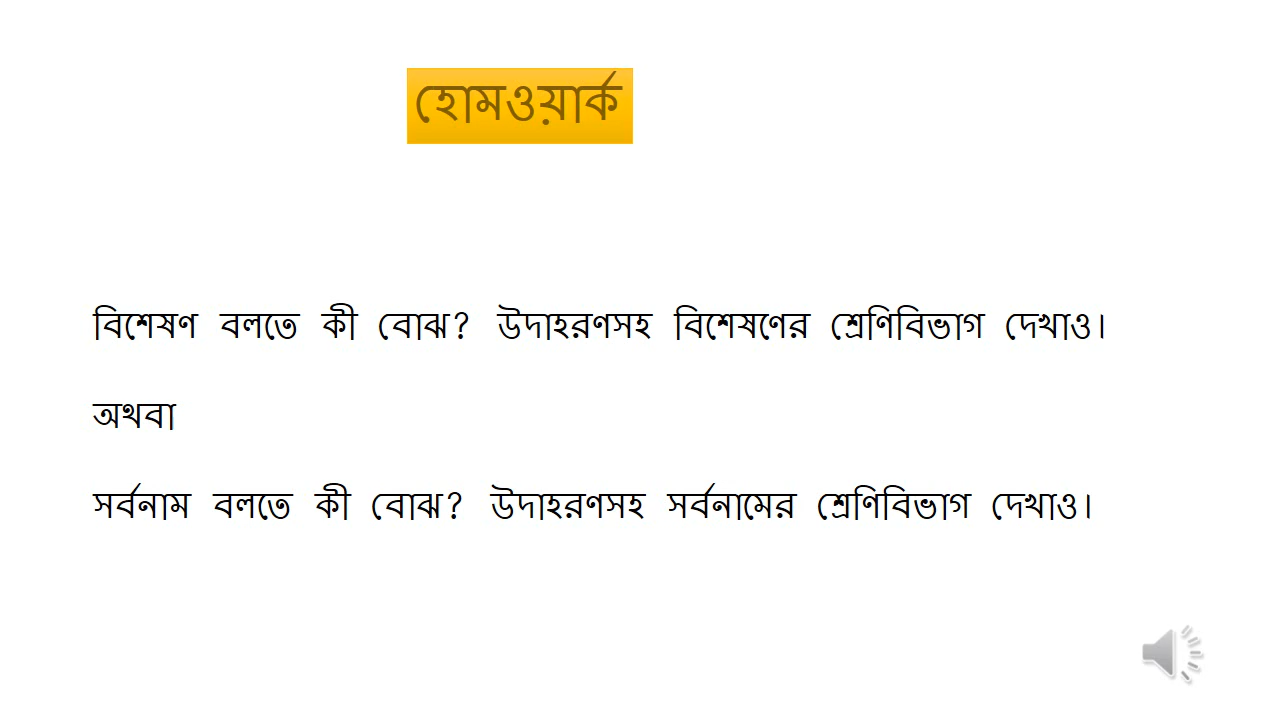 হোমওয়ার্ক
বিশেষণ বলতে কী বোঝ? উদাহরণসহ বিশেষণের শ্রেণিবিভাগ দেখাও।
অথবা
সর্বনাম বলতে কী বোঝ? উদাহরণসহ সর্বনামের শ্রেণিবিভাগ দেখাও।